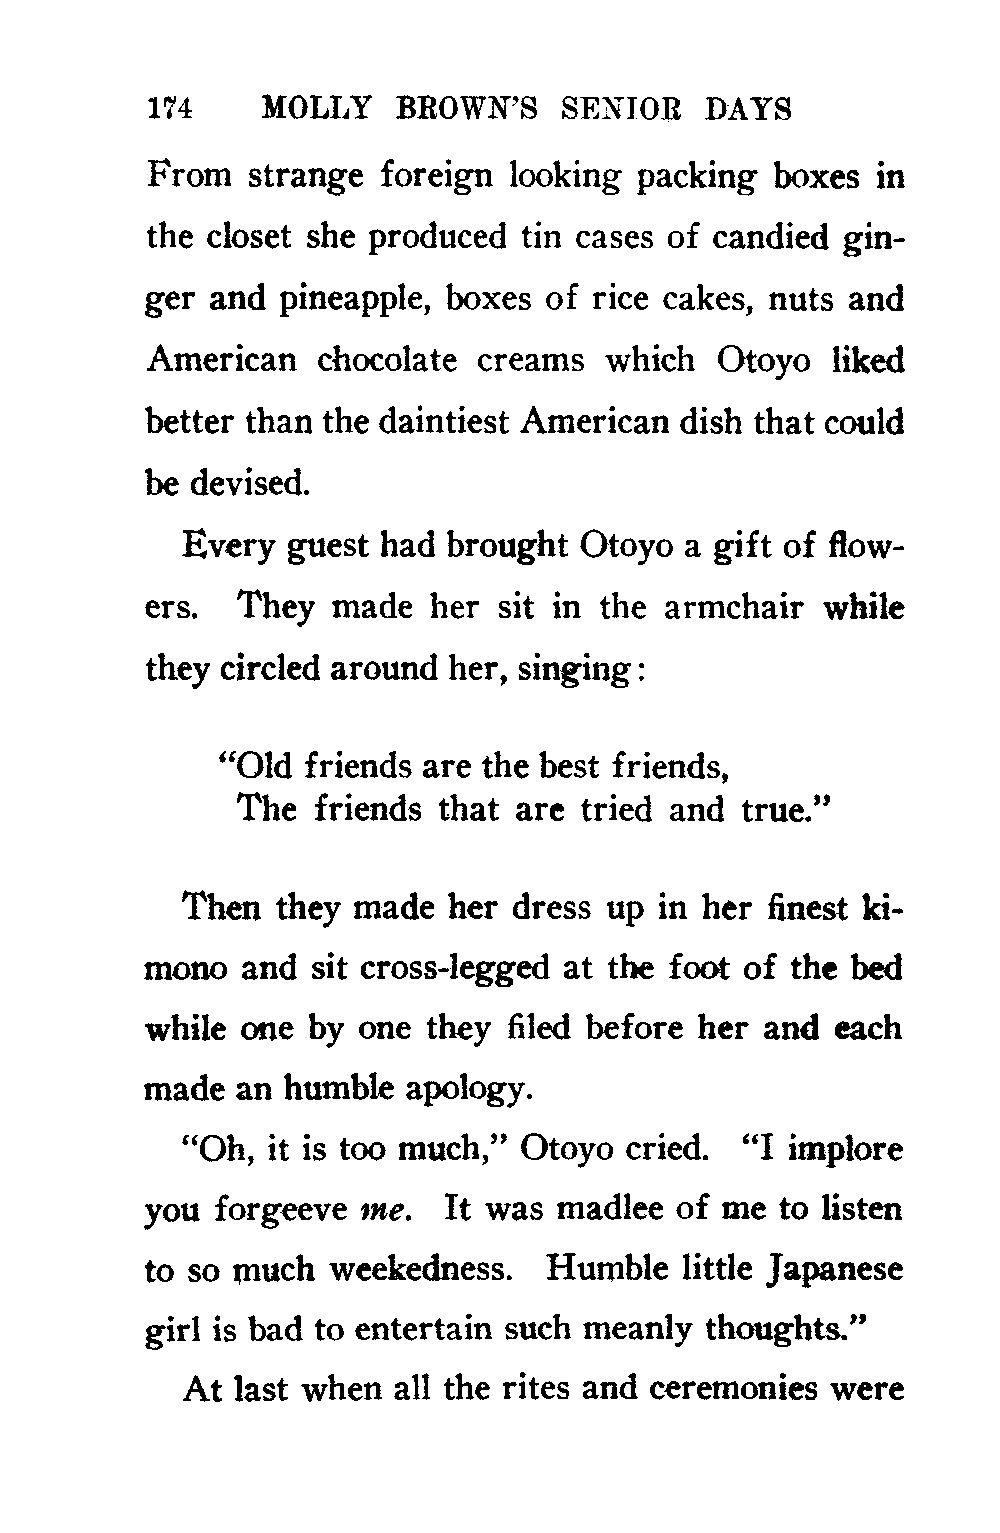 174 MOLLY BROWN'S SENIOR DAYS
From strange foreign looking packing boxes in
the closet she produced tin cases of candied gin-
ger and pineapple, boxes of rice cakes, nuts and
American chocolate creams which Otoyo liked
better than the daintiest American dish that could
be devised.
Every guest had brought Otoyo a gift of flow-
ers. They made her sit in the armchair while
they circled around her, singing:
“Old friends are the best friends,
The friends that are tried and true.”
Then they made her dress up in her finest ki-
mono and sit cross-legged at the foot of the bed
while one by one they filed before her and each
made an humble apology.
“Oh, it is too much,” Otoyo cried. “I implore
you forgeeve me. It was madlee of me to listen
to so much weekedness. Humble little Japanese
girl is bad to entertain such meanly thoughts.”
At last when all the rites and ceremonies were